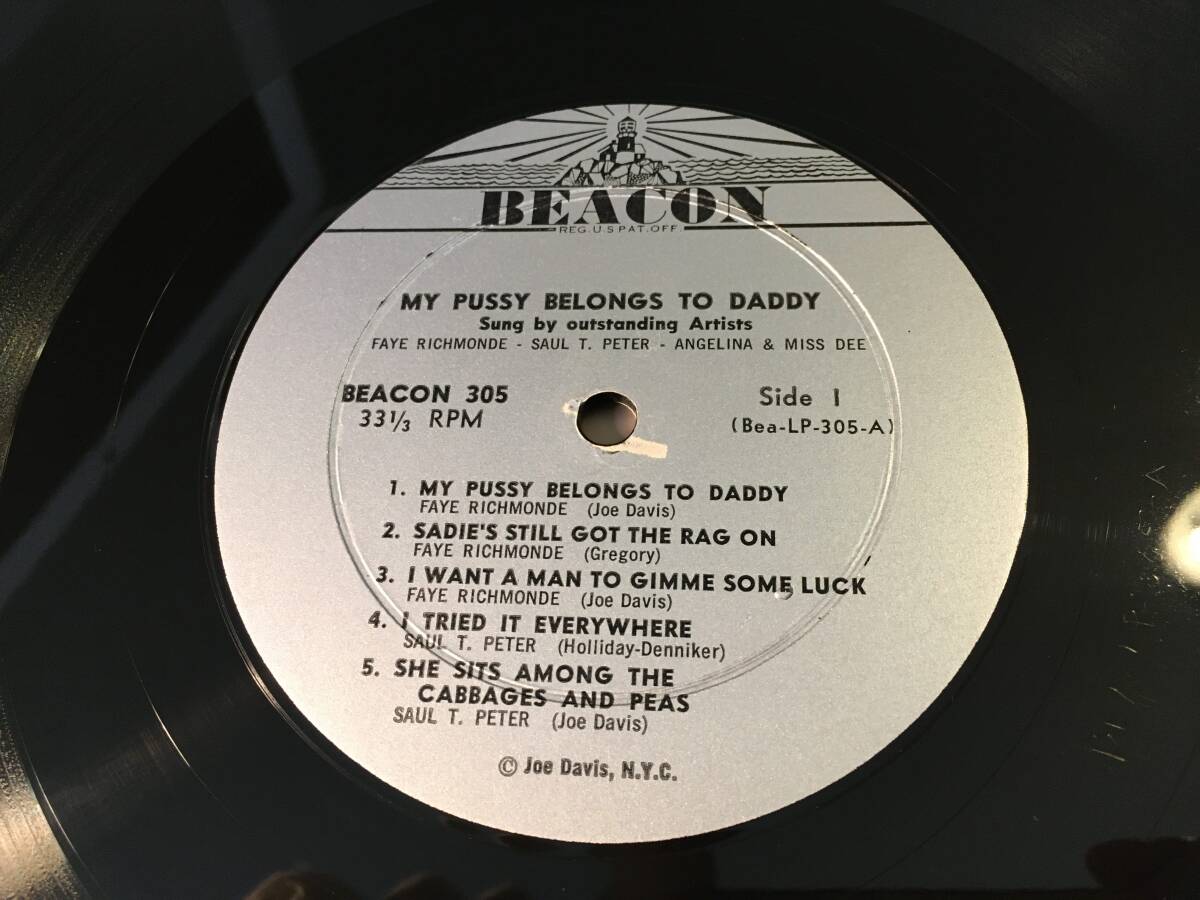 BEACON
REG. U.S PAT. OFF.
MY PUSSY BELONGS TO DADDY
Sung by outstanding Artists
FAYE RICHMONDE - SAUL T. PETER - ANGELINA & MISS DEE
BEACON 305
33 1/3 RPM
Side 1
(Bea-LP-305-A)
1. MY PUSSY BELONGS TO DADDY
FAYE RICHMONDE (Joe Davis)
2. SADIE'S STILL GOT THE RAG ON
FAYE RICHMONDE (Gregory)
3. I WANT A MAN TO GIMME SOME LUCK
FAYE RICHMONDE (Joe Davis)
4. I TRIED IT EVERYWHERE
SAUL T. PETER (Holliday-Denniker)
5. SHE SITS AMONG THE
CABBAGES AND PEAS
SAUL T. PETER (Joe Davis)
© Joe Davis, N.Y.C.